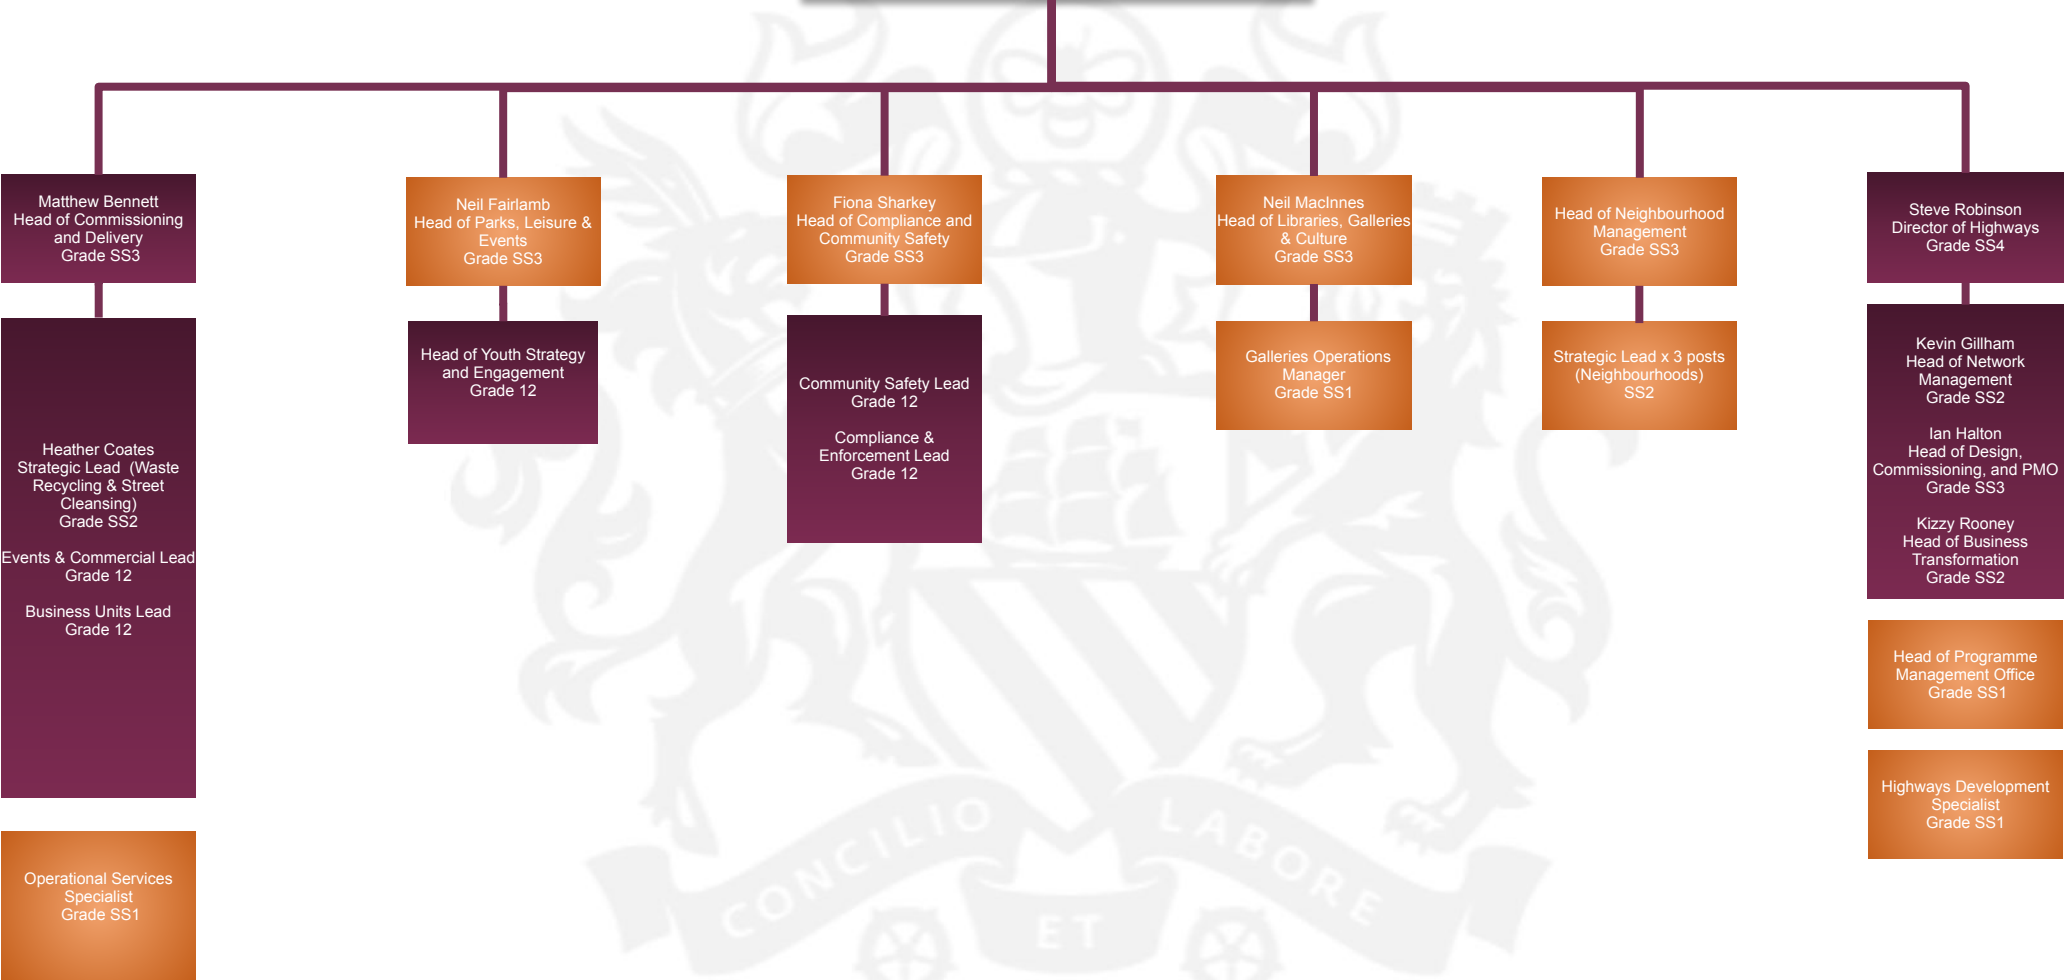 Matthew Bennett
Head of Commissioning
and Delivery
Grade SS3
Neil Fairlamb
Head of Parks, Leisure &
Events
Grade SS3
Fiona Sharkey
Head of Compliance and
Community Safety
Grade SS3
Neil MacInnes
Head of Libraries, Galleries
& Culture
Grade SS3
Head of Neighbourhood
Management
Grade SS3
Steve Robinson
Director of Highways
Grade SS4
Heather Coates
Strategic Lead (Waste
Recycling & Street
Cleansing)
Grade SS2
Events & Commercial Lead
Grade 12
Business Units Lead
Grade 12
Head of Youth Strategy
and Engagement
Grade 12
Community Safety Lead
Grade 12
Compliance &
Enforcement Lead
Grade 12
Galleries Operations
Manager
Grade SS1
Strategic Lead x 3 posts
(Neighbourhoods)
SS2
Kevin Gillham
Head of Network
Management
Grade SS2
Ian Halton
Head of Design,
Commissioning, and PMO
Grade SS3
Kizzy Rooney
Head of Business
Transformation
Grade SS2
Head of Programme
Management Office
Grade SS1
Highways Development
Specialist
Grade SS1
Operational Services
Specialist
Grade SS1
CONCILIO ET LABORE